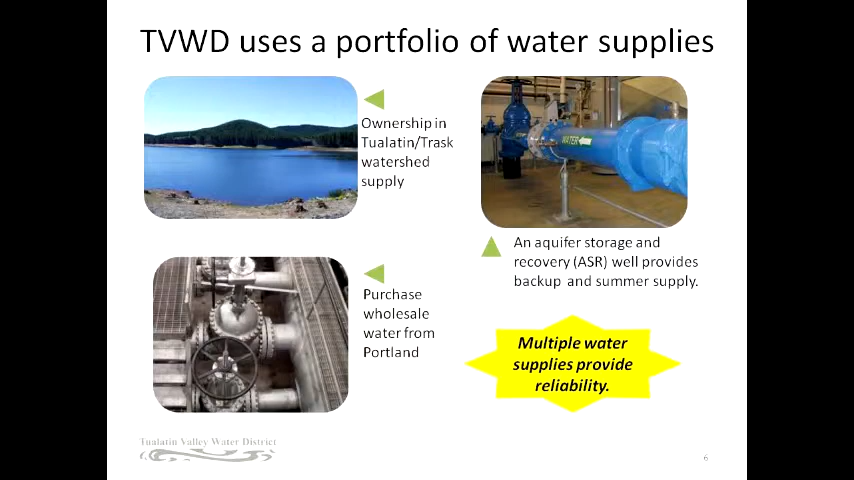 TVWD uses a portfolio of water supplies
Ownership in
Tualatin/Trask
watershed
supply
WATER
An aquifer storage and
recovery (ASR) well provides
backup and summer supply.
Purchase
wholesale
water from
Portland
Multiple water
supplies provide
reliability.
Tualatin Valley Water District
6